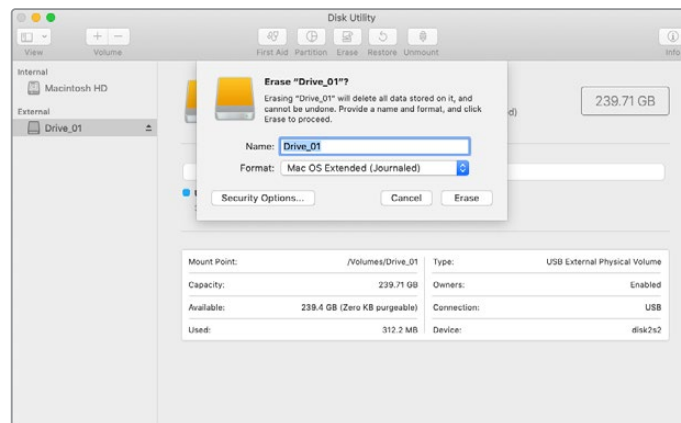 Disk Utility
View
Volume
First Aid Partition Erase Restore Unmount
Info
Internal
Macintosh HD
External
Drive_01
Erase "Drive_01"?
Erasing "Drive_01" will delete all data stored on it, and
cannot be undone. Provide a name and format, and click
Erase to proceed.
239.71 GB
Name: Drive_01
Format: Mac OS Extended (Journaled)
Security Options... Cancel Erase
Mount Point: /Volumes/Drive_01 Type: USB External Physical Volume
Capacity: 239.71 GB Owners: Enabled
Available: 239.4 GB (Zero KB purgeable) Connection: USB
Used: 312.2 MB Device: disk2s2